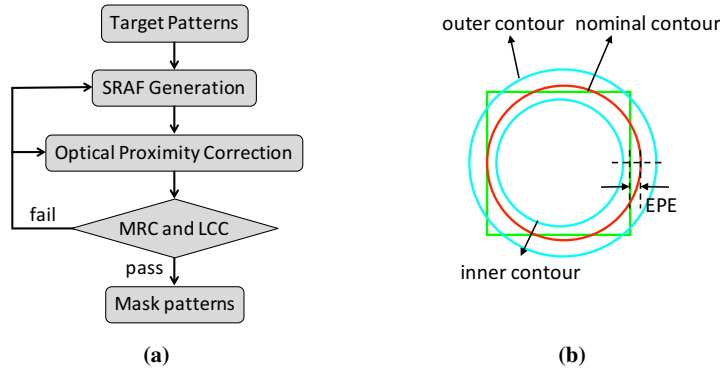 Target Patterns
SRAF Generation
Optical Proximity Correction
fail
MRC and LCC
pass
Mask patterns
(a)
outer contour
nominal contour
EPE
inner contour
(b)